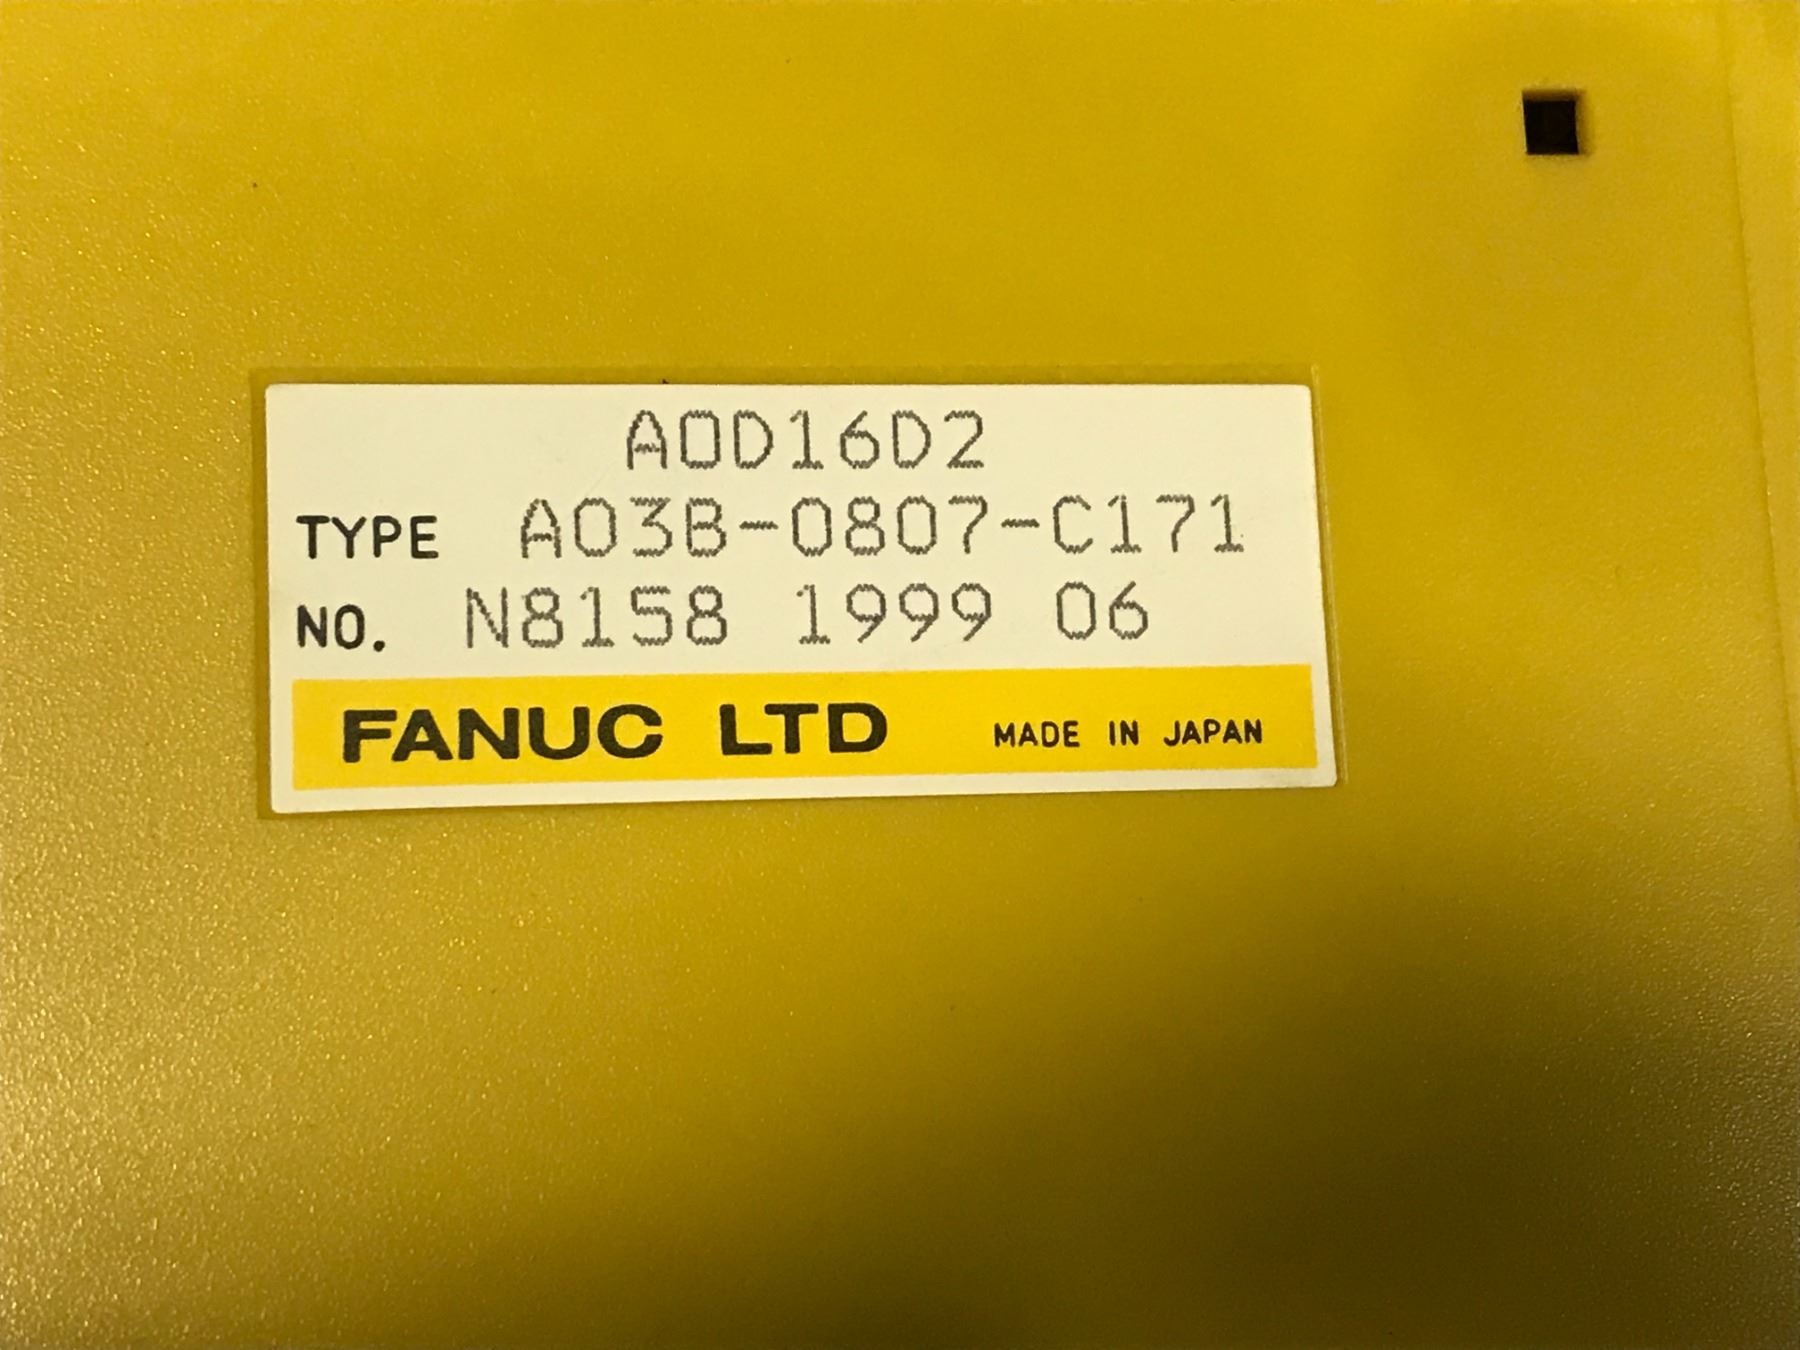 AOD16D2
TYPE A03B-0807-C171
NO. N8158 1999 06
FANUC LTD MADE IN JAPAN